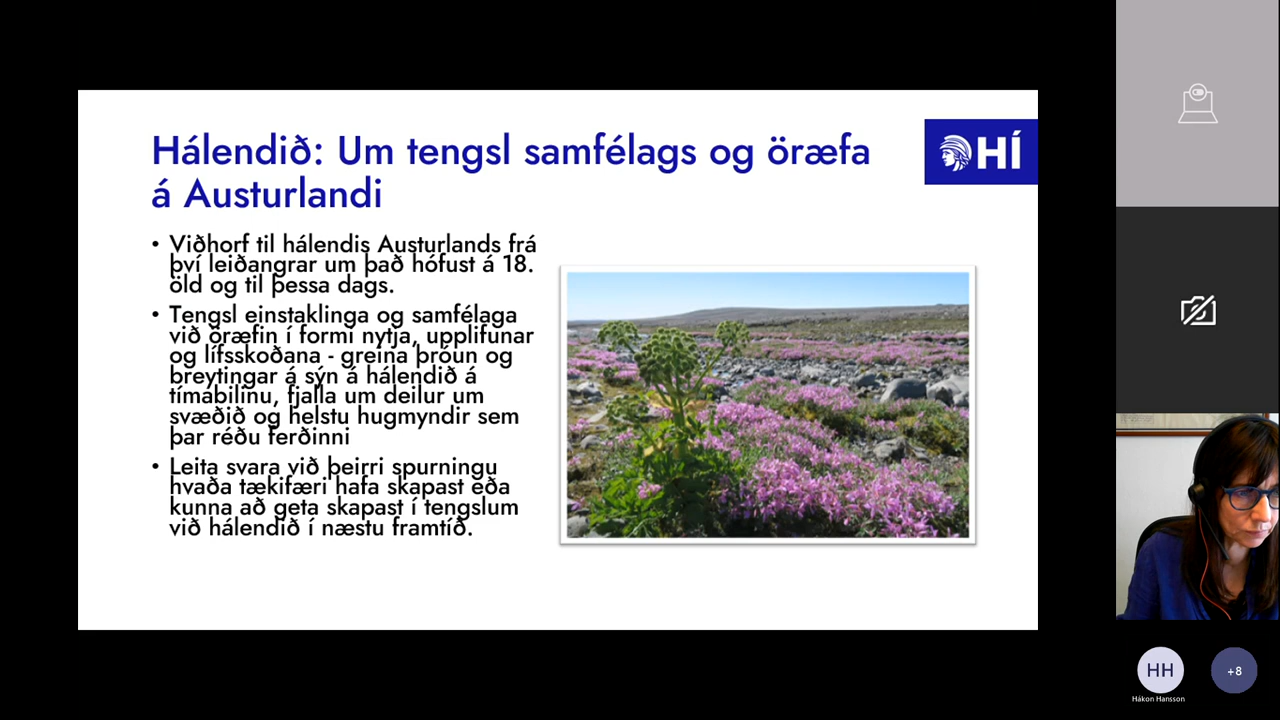 Hálendið: Um tengsl samfélags og öræfa
á Austurlandi
HÍ
• Viðhorf til hálendis Austurlands frá
því leiðangrar um það hófust á 18.
öld og til þessa dags.
• Tengsl einstaklinga og samfélaga
við öræfin í formi nytja, upplifunar
og lífsskoðana - greina þróun og
breytingar á sýn á hálendið á
tímabilinu, fjalla um deilur um
svæðið og helstu hugmyndir sem
þar réðu ferðinni
• Leita svara við þeirri spurningu
hvaða tækifæri hafa skapast eða
kunna að geta skapast í tengslum
við hálendið í næstu framtíð.
HH
+8
Hákon Hansson